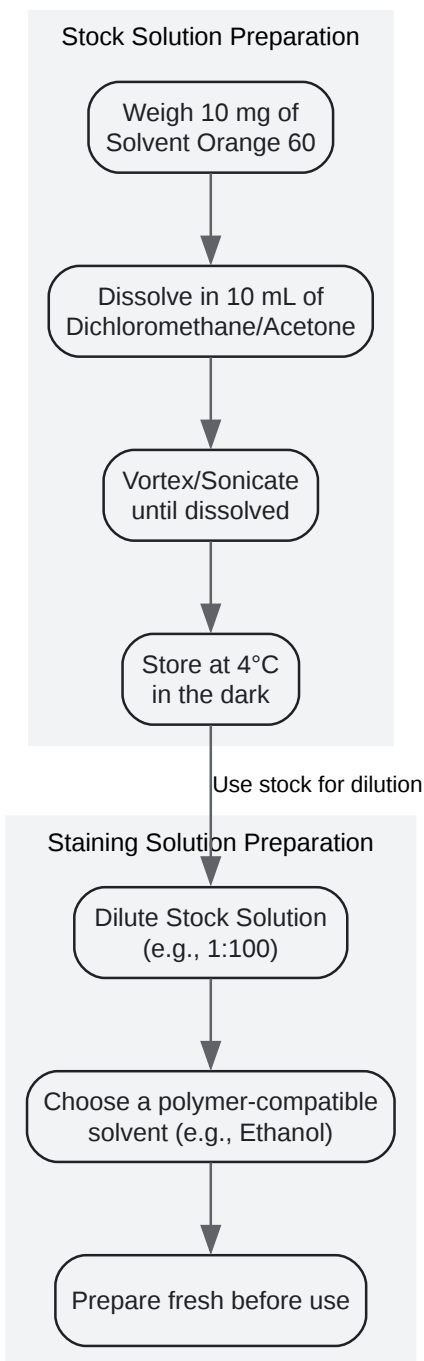 Stock Solution Preparation
Weigh 10 mg of
Solvent Orange 60
Dissolve in 10 mL of
Dichloromethane/Acetone
Vortex/Sonicate
until dissolved
Store at 4°C
in the dark
Use stock for dilution
Staining Solution Preparation
Dilute Stock Solution
(e.g., 1:100)
Choose a polymer-compatible
solvent (e.g., Ethanol)
Prepare fresh before use